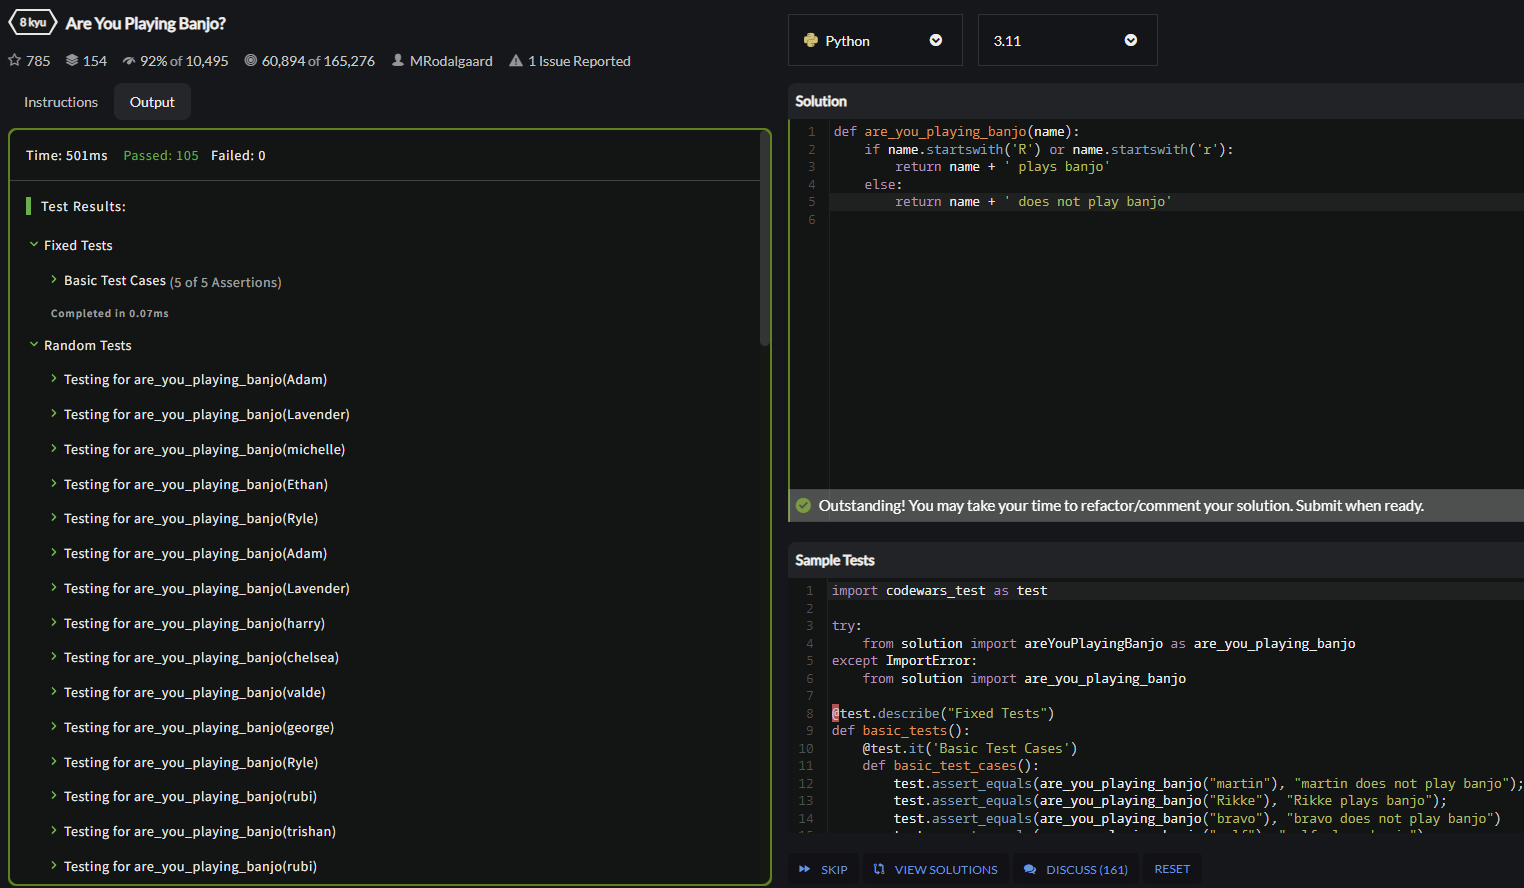 8 kyu Are You Playing Banjo?
785 154 92% of 10,495 60,894 of 165,276 MRodalgaard 1 Issue Reported
Instructions Output
Time: 501ms Passed: 105 Failed: 0
Test Results:
Fixed Tests
Basic Test Cases (5 of 5 Assertions)
Completed in 0.07ms
Random Tests
Testing for are_you_playing_banjo(Adam)
Testing for are_you_playing_banjo(Lavender)
Testing for are_you_playing_banjo(michelle)
Testing for are_you_playing_banjo(Ethan)
Testing for are_you_playing_banjo(Ryle)
Testing for are_you_playing_banjo(Adam)
Testing for are_you_playing_banjo(Lavender)
Testing for are_you_playing_banjo(harry)
Testing for are_you_playing_banjo(chelsea)
Testing for are_you_playing_banjo(valde)
Testing for are_you_playing_banjo(george)
Testing for are_you_playing_banjo(Ryle)
Testing for are_you_playing_banjo(rubi)
Testing for are_you_playing_banjo(trishan)
Testing for are_you_playing_banjo(rubi)
Python 3.11
Solution
1 def are_you_playing_banjo(name):
2 if name.startswith('R') or name.startswith('r'):
3 return name + ' plays banjo'
4 else:
5 return name + ' does not play banjo'
6
Outstanding! You may take your time to refactor/comment your solution. Submit when ready.
Sample Tests
1 import codewars_test as test
2
3 try:
4 from solution import areYouPlayingBanjo as are_you_playing_banjo
5 except ImportError:
6 from solution import are_you_playing_banjo
7
8 @test.describe("Fixed Tests")
9 def basic_tests():
10 @test.it('Basic Test Cases')
11 def basic_test_cases():
12 test.assert_equals(are_you_playing_banjo("martin"), "martin does not play banjo");
13 test.assert_equals(are_you_playing_banjo("Rikke"), "Rikke plays banjo");
14 test.assert_equals(are_you_playing_banjo("bravo"), "bravo does not play banjo")
SKIP VIEW SOLUTIONS DISCUSS (161) RESET